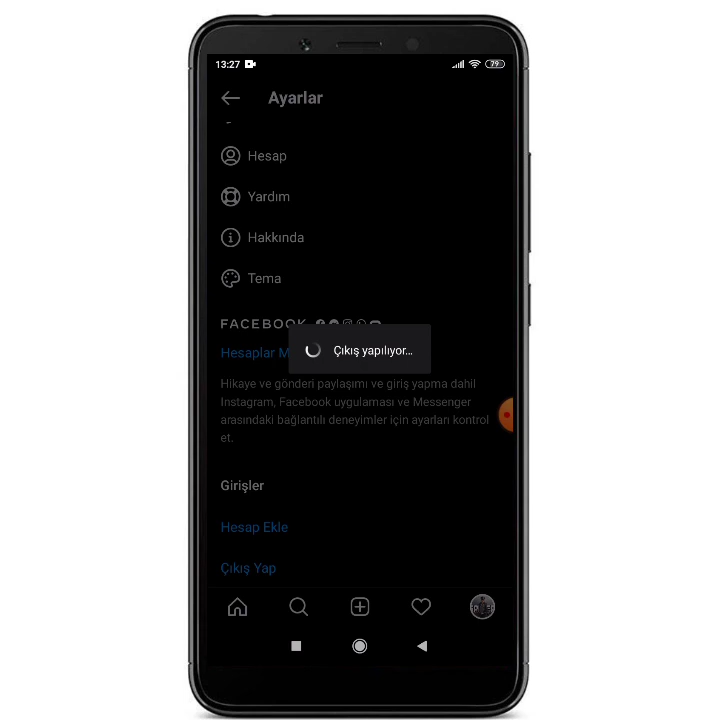 13:27
79
Ayarlar
Hesap
Yardım
Hakkında
Tema
FACEBOOK
Hesaplar M
Çıkış yapılıyor...
Hikaye ve gönderi paylaşımı ve giriş yapma dahil
Instagram, Facebook uygulaması ve Messenger
arasındaki bağlantılı deneyimler için ayarları kontrol
et.
Girişler
Hesap Ekle
Çıkış Yap